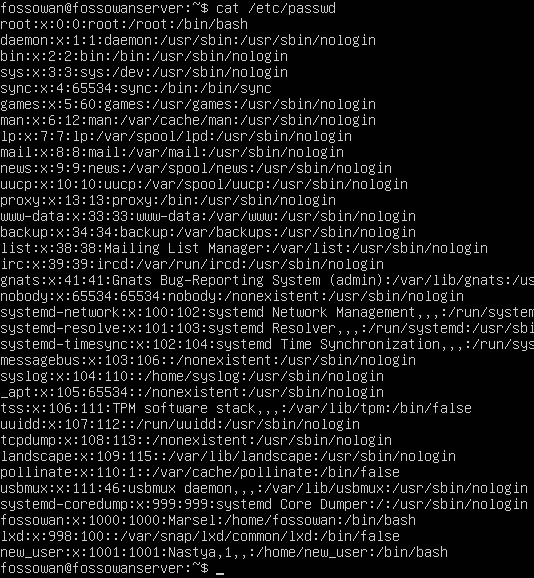 fossowan@fossowanserver:~$ cat /etc/passwd
root:x:0:0:root:/root:/bin/bash
daemon:x:1:1:daemon:/usr/sbin:/usr/sbin/nologin
bin:x:2:2:bin:/bin:/usr/sbin/nologin
sys:x:3:3:sys:/dev:/usr/sbin/nologin
sync:x:4:65534:sync:/bin:/bin/sync
games:x:5:60:games:/usr/games:/usr/sbin/nologin
man:x:6:12:man:/var/cache/man:/usr/sbin/nologin
lp:x:7:7:lp:/var/spool/lpd:/usr/sbin/nologin
mail:x:8:8:mail:/var/mail:/usr/sbin/nologin
news:x:9:9:news:/var/spool/news:/usr/sbin/nologin
uucp:x:10:10:uucp:/var/spool/uucp:/usr/sbin/nologin
proxy:x:13:13:proxy:/bin:/usr/sbin/nologin
www-data:x:33:33:www-data:/var/www:/usr/sbin/nologin
backup:x:34:34:backup:/var/backups:/usr/sbin/nologin
list:x:38:38:Mailing List Manager:/var/list:/usr/sbin/nologin
irc:x:39:39:ircd:/var/run/ircd:/usr/sbin/nologin
gnats:x:41:41:Gnats Bug-Reporting System (admin):/var/lib/gnats:/us
nobody:x:65534:65534:nobody:/nonexistent:/usr/sbin/nologin
systemd-network:x:100:102:systemd Network Management,,,:/run/system
systemd-resolve:x:101:103:systemd Resolver,,,:/run/systemd:/usr/sbi
systemd-timesync:x:102:104:systemd Time Synchronization,,,:/run/sys
messagebus:x:103:106::/nonexistent:/usr/sbin/nologin
syslog:x:104:110::/home/syslog:/usr/sbin/nologin
_apt:x:105:65534::/nonexistent:/usr/sbin/nologin
tss:x:106:111:TPM software stack,,,:/var/lib/tpm:/bin/false
uuidd:x:107:112::/run/uuidd:/usr/sbin/nologin
tcpdump:x:108:113::/nonexistent:/usr/sbin/nologin
landscape:x:109:115::/var/lib/landscape:/usr/sbin/nologin
pollinate:x:110:1::/var/cache/pollinate:/bin/false
usbmux:x:111:46:usbmux daemon,,,:/var/lib/usbmux:/usr/sbin/nologin
systemd-coredump:x:999:999:systemd Core Dumper:/:/usr/sbin/nologin
fossowan:x:1000:1000:Marsel:/home/fossowan:/bin/bash
lxd:x:998:100::/var/snap/lxd/common/lxd:/bin/false
new_user:x:1001:1001:Nastya,1,,:/home/new_user:/bin/bash
fossowan@fossowanserver:~$ _